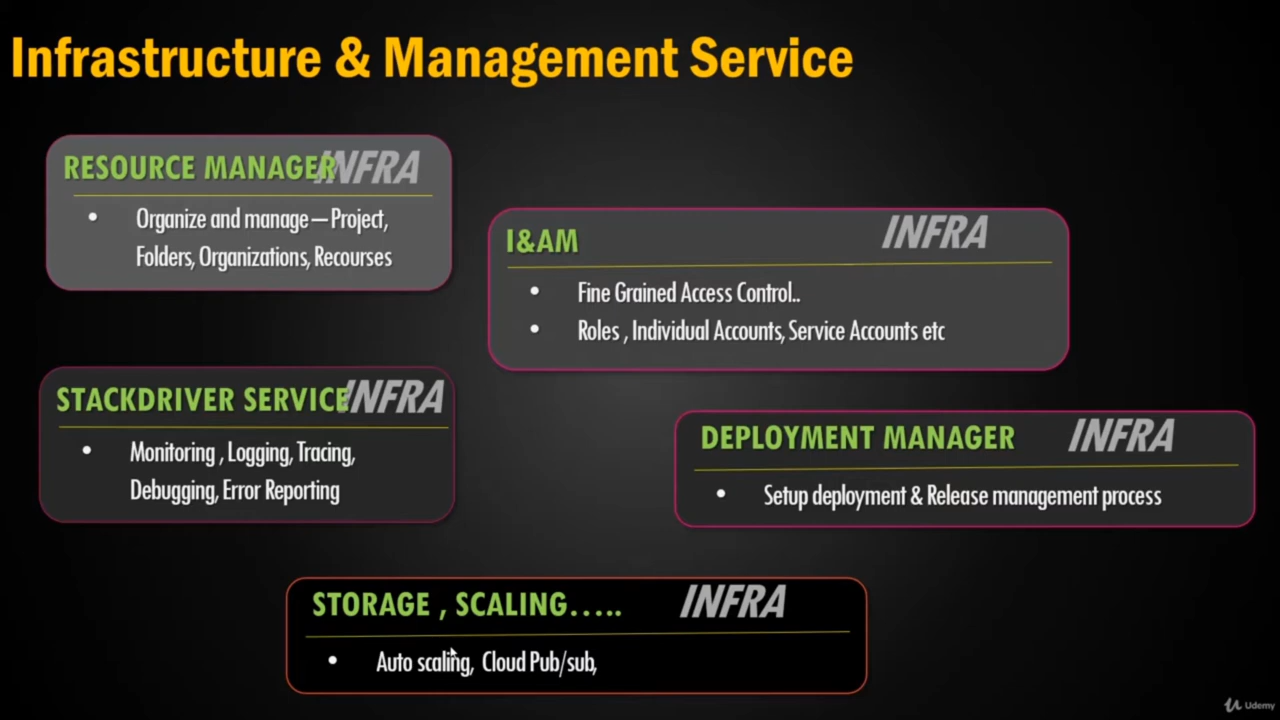 Infrastructure & Management Service
RESOURCE MANAGER INFRA
• Organize and manage – Project,
Folders, Organizations, Recourses
I&AM INFRA
• Fine Grained Access Control..
• Roles , Individual Accounts, Service Accounts etc
STACKDRIVER SERVICE INFRA
• Monitoring , Logging, Tracing,
Debugging, Error Reporting
DEPLOYMENT MANAGER INFRA
• Setup deployment & Release management process
STORAGE , SCALING..... INFRA
• Auto scaling, Cloud Pub/sub,
Udemy